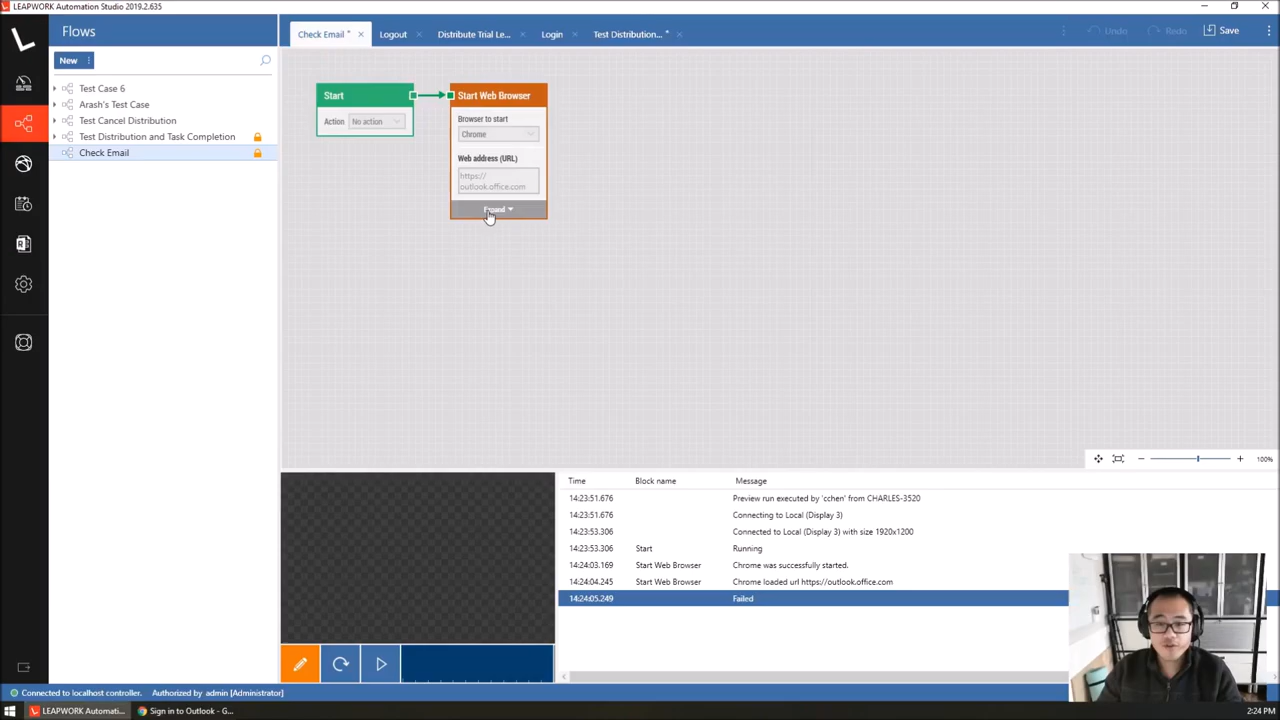 LEAPWORK Automation Studio 2019.2.635
Flows
Check Email *
Logout
Distribute Trial Le...
Login
Test Distribution... *
Undo
Redo
Save
New
Test Case 6
Arash's Test Case
Test Cancel Distribution
Test Distribution and Task Completion
Check Email
Start
Action
No action
Start Web Browser
Browser to start
Chrome
Web address (URL)
https://
outlook.office.com
Expand
100%
Time Block name Message
14:23:51.676 Preview run executed by 'cchen' from CHARLES-3520
14:23:51.676 Connecting to Local (Display 3)
14:23:53.306 Connected to Local (Display 3) with size 1920x1200
14:23:53.306 Start Running
14:24:03.169 Start Web Browser Chrome was successfully started.
14:24:04.245 Start Web Browser Chrome loaded url https://outlook.office.com
14:24:05.249 Failed
Connected to localhost controller. Authorized by admin [Administrator]
LEAPWORK Automati...
Sign in to Outlook - G...
2:24 PM